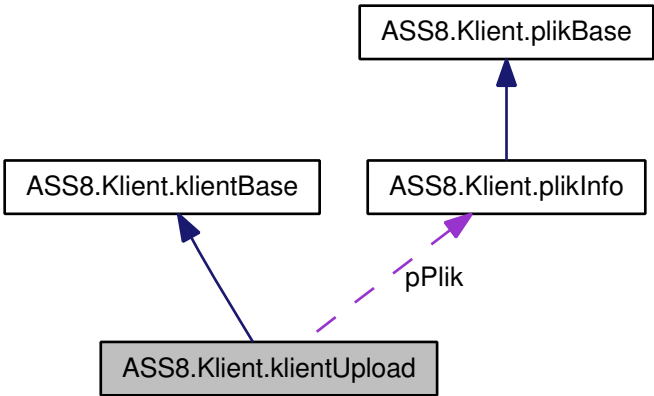 ASS8.Klient.plikBase
ASS8.Klient.klientBase
ASS8.Klient.plikInfo
pPlik
ASS8.Klient.klientUpload